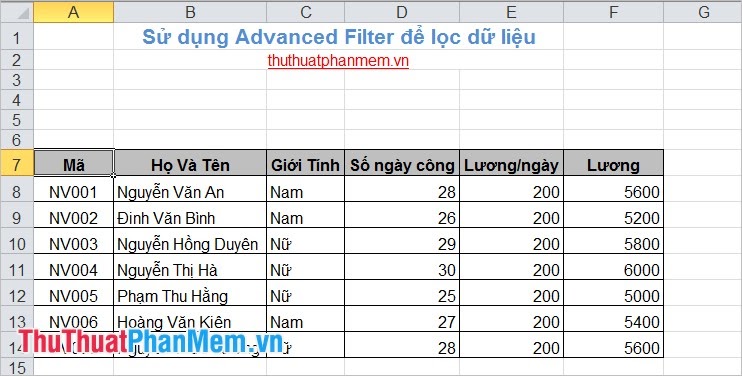 A B C D E F G
1 Sử dụng Advanced Filter để lọc dữ liệu
2 thuthuatphanmem.vn
3
4
5
6
7 Mã Họ Và Tên Giới Tính Số ngày công Lương/ngày Lương
8 NV001 Nguyễn Văn An Nam 28 200 5600
9 NV002 Đinh Văn Bình Nam 26 200 5200
10 NV003 Nguyễn Hồng Duyên Nữ 29 200 5800
11 NV004 Nguyễn Thị Hà Nữ 30 200 6000
12 NV005 Phạm Thu Hằng Nữ 25 200 5000
13 NV006 Hoàng Văn Kiên Nam 27 200 5400
ThuThuatPhanMem.vn
14 28 200 5600
15